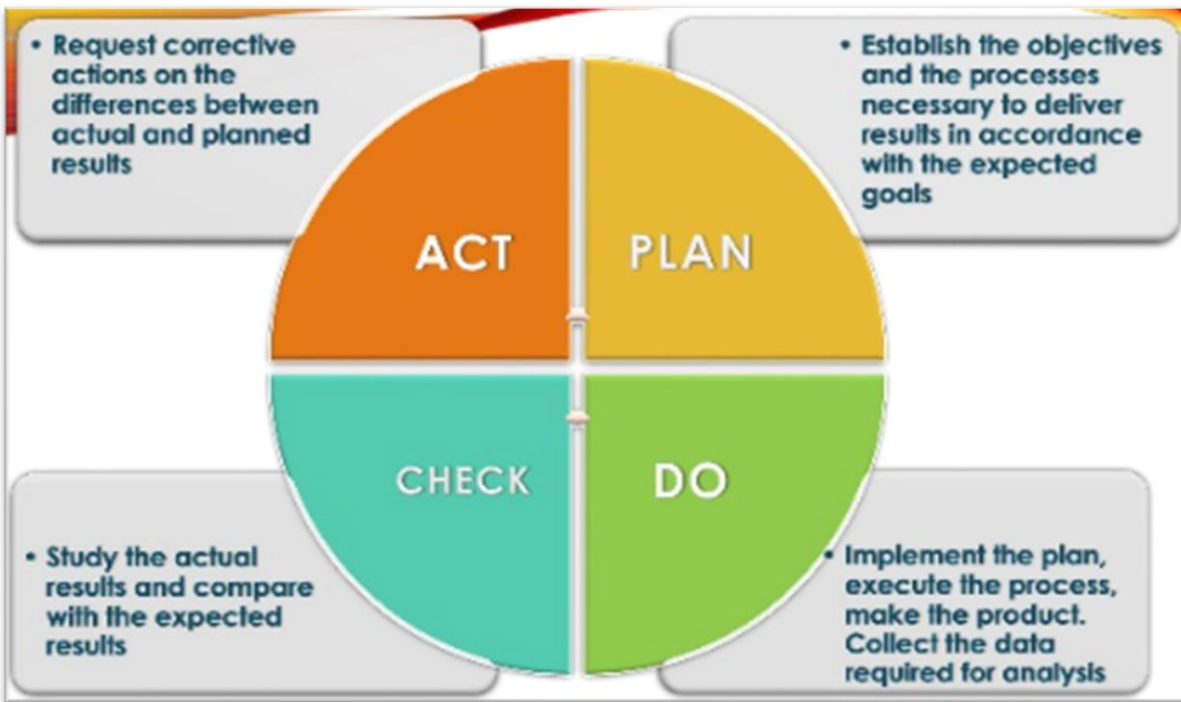 • Request corrective
actions on the
differences between
actual and planned
results
• Establish the objectives
and the processes
necessary to deliver
results in accordance
with the expected
goals
ACT
PLAN
CHECK
DO
• Study the actual
results and compare
with the expected
results
• Implement the plan,
execute the process,
make the product.
Collect the data
required for analysis